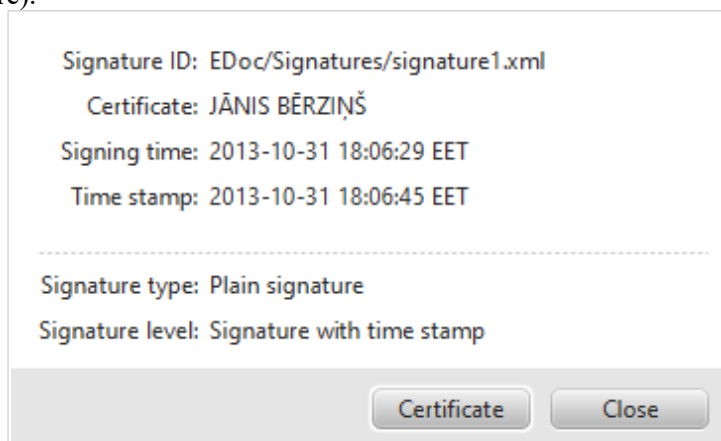 re).
Signature ID: EDoc/Signatures/signature1.xml
Certificate: JĀNIS BĒRZIŅŠ
Signing time: 2013-10-31 18:06:29 EET
Time stamp: 2013-10-31 18:06:45 EET
Signature type: Plain signature
Signature level: Signature with time stamp
Certificate Close